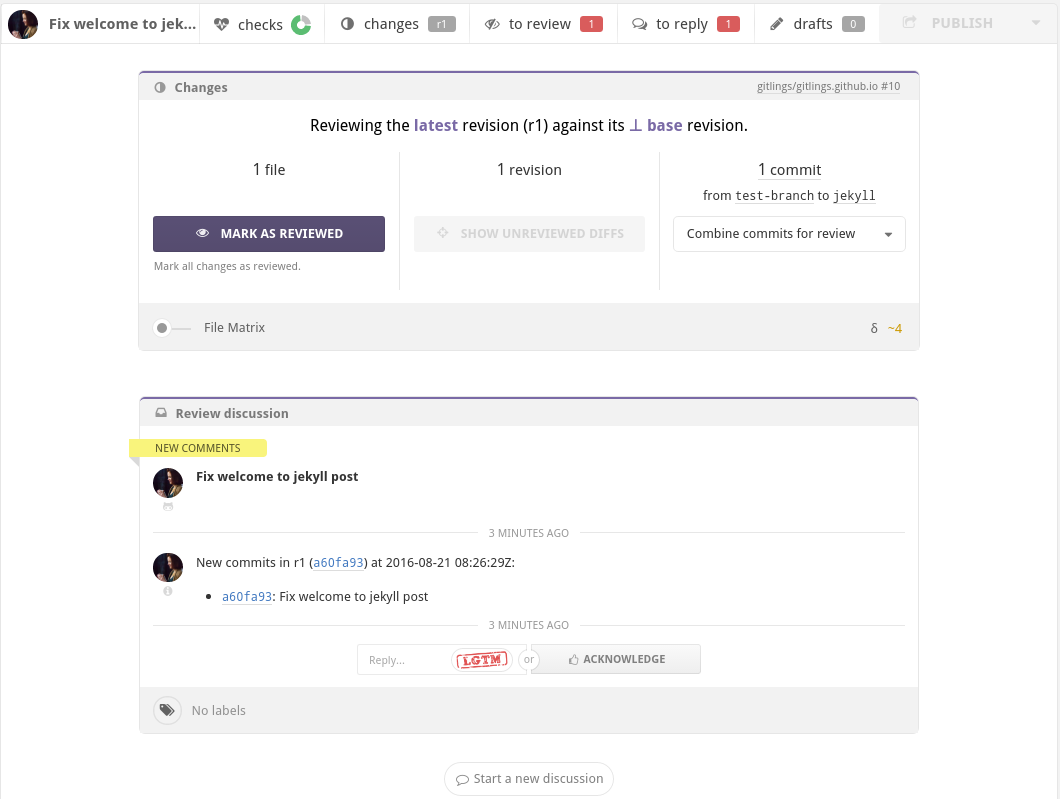 Fix welcome to jek... checks changes r1 to review 1 to reply 1 drafts 0 PUBLISH
Changes gitlings/gitlings.github.io #10
Reviewing the latest revision (r1) against its ⊥ base revision.
1 file 1 revision 1 commit
from test-branch to jekyll
MARK AS REVIEWED SHOW UNREVIEWED DIFFS Combine commits for review
Mark all changes as reviewed.
File Matrix δ ~4
Review discussion
NEW COMMENTS
Fix welcome to jekyll post
3 MINUTES AGO
New commits in r1 (a60fa93) at 2016-08-21 08:26:29Z:
• a60fa93: Fix welcome to jekyll post
3 MINUTES AGO
Reply... LGTM or ACKNOWLEDGE
No labels
Start a new discussion